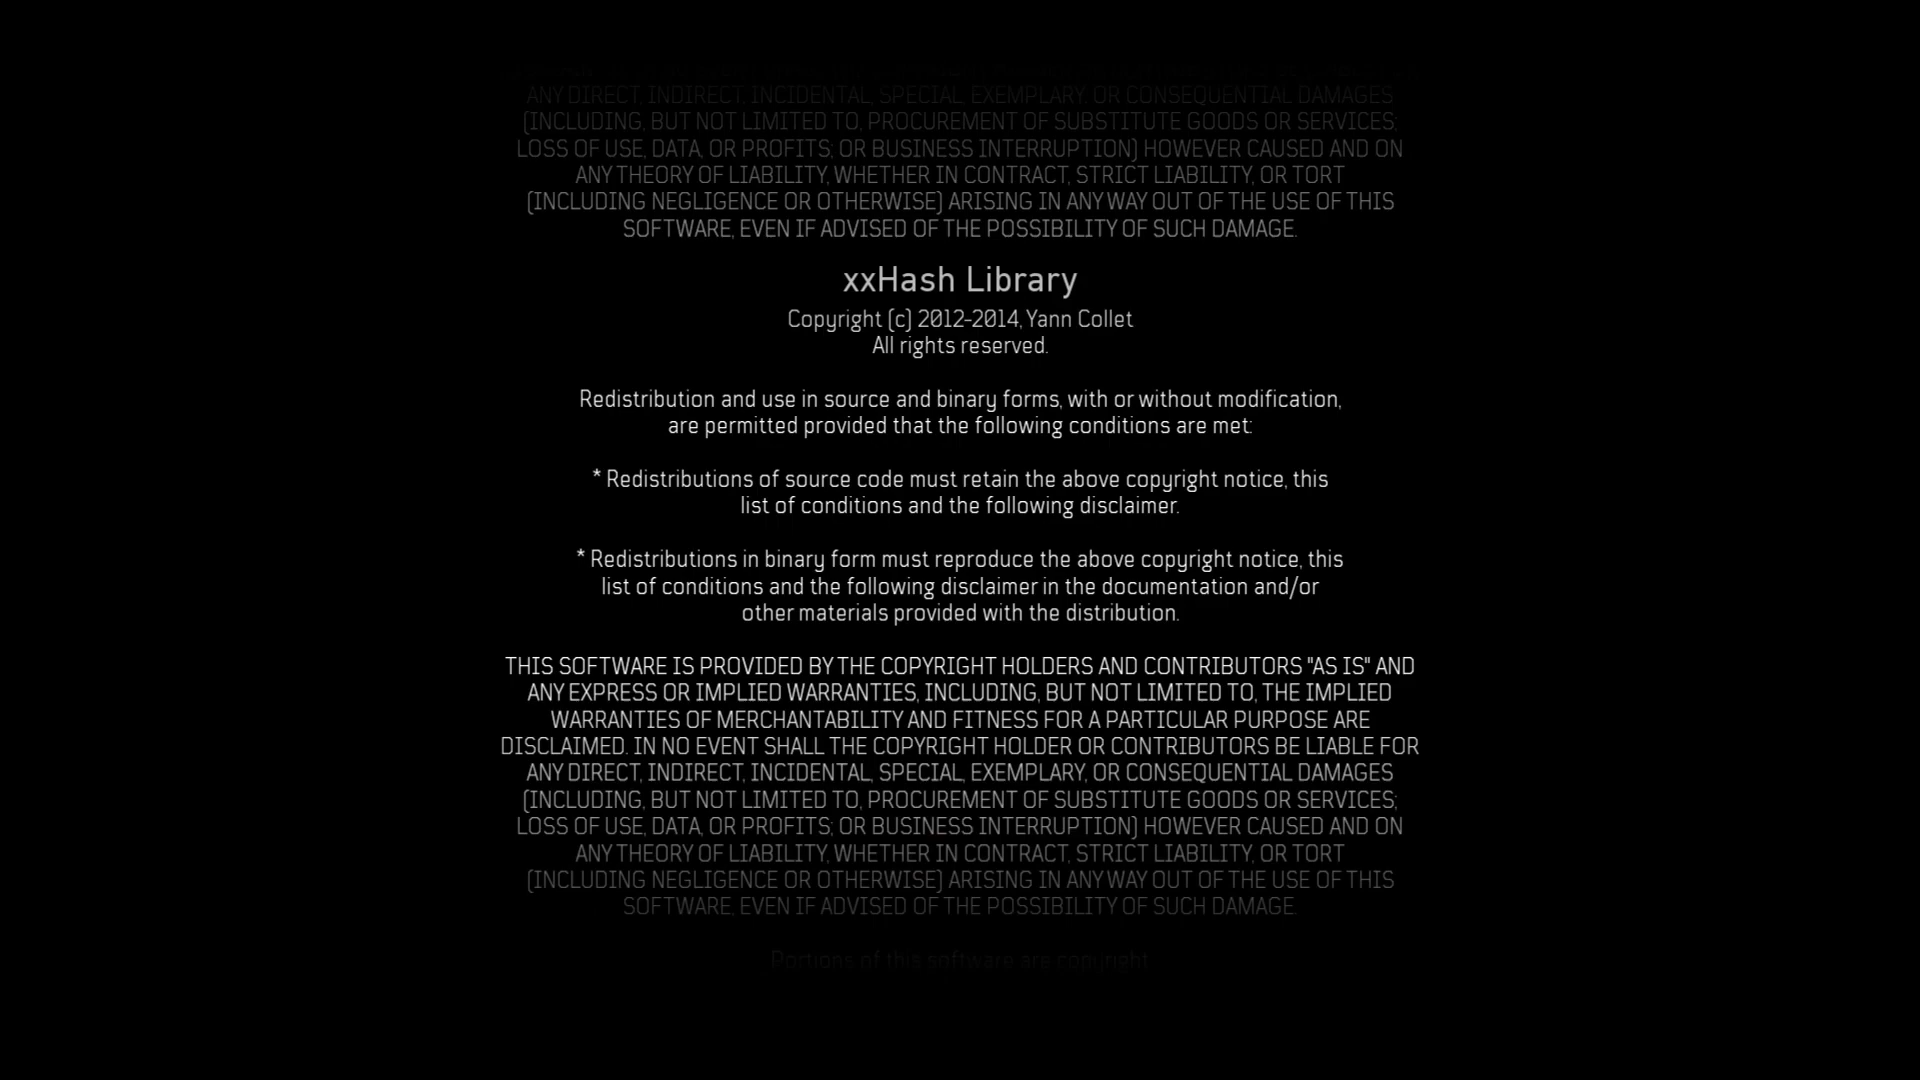 ANY DIRECT, INDIRECT, INCIDENTAL, SPECIAL, EXEMPLARY, OR CONSEQUENTIAL DAMAGES
(INCLUDING, BUT NOT LIMITED TO, PROCUREMENT OF SUBSTITUTE GOODS OR SERVICES;
LOSS OF USE, DATA, OR PROFITS; OR BUSINESS INTERRUPTION) HOWEVER CAUSED AND ON
ANY THEORY OF LIABILITY, WHETHER IN CONTRACT, STRICT LIABILITY, OR TORT
(INCLUDING NEGLIGENCE OR OTHERWISE) ARISING IN ANY WAY OUT OF THE USE OF THIS
SOFTWARE, EVEN IF ADVISED OF THE POSSIBILITY OF SUCH DAMAGE.
xxHash Library
Copyright (c) 2012-2014, Yann Collet
All rights reserved.
Redistribution and use in source and binary forms, with or without modification,
are permitted provided that the following conditions are met:
* Redistributions of source code must retain the above copyright notice, this
list of conditions and the following disclaimer.
* Redistributions in binary form must reproduce the above copyright notice, this
list of conditions and the following disclaimer in the documentation and/or
other materials provided with the distribution.
THIS SOFTWARE IS PROVIDED BY THE COPYRIGHT HOLDERS AND CONTRIBUTORS "AS IS" AND
ANY EXPRESS OR IMPLIED WARRANTIES, INCLUDING, BUT NOT LIMITED TO, THE IMPLIED
WARRANTIES OF MERCHANTABILITY AND FITNESS FOR A PARTICULAR PURPOSE ARE
DISCLAIMED. IN NO EVENT SHALL THE COPYRIGHT HOLDER OR CONTRIBUTORS BE LIABLE FOR
ANY DIRECT, INDIRECT, INCIDENTAL, SPECIAL, EXEMPLARY, OR CONSEQUENTIAL DAMAGES
(INCLUDING, BUT NOT LIMITED TO, PROCUREMENT OF SUBSTITUTE GOODS OR SERVICES;
LOSS OF USE, DATA, OR PROFITS; OR BUSINESS INTERRUPTION) HOWEVER CAUSED AND ON
ANY THEORY OF LIABILITY, WHETHER IN CONTRACT, STRICT LIABILITY, OR TORT
(INCLUDING NEGLIGENCE OR OTHERWISE) ARISING IN ANY WAY OUT OF THE USE OF THIS
SOFTWARE, EVEN IF ADVISED OF THE POSSIBILITY OF SUCH DAMAGE.
Portions of this software are copyright